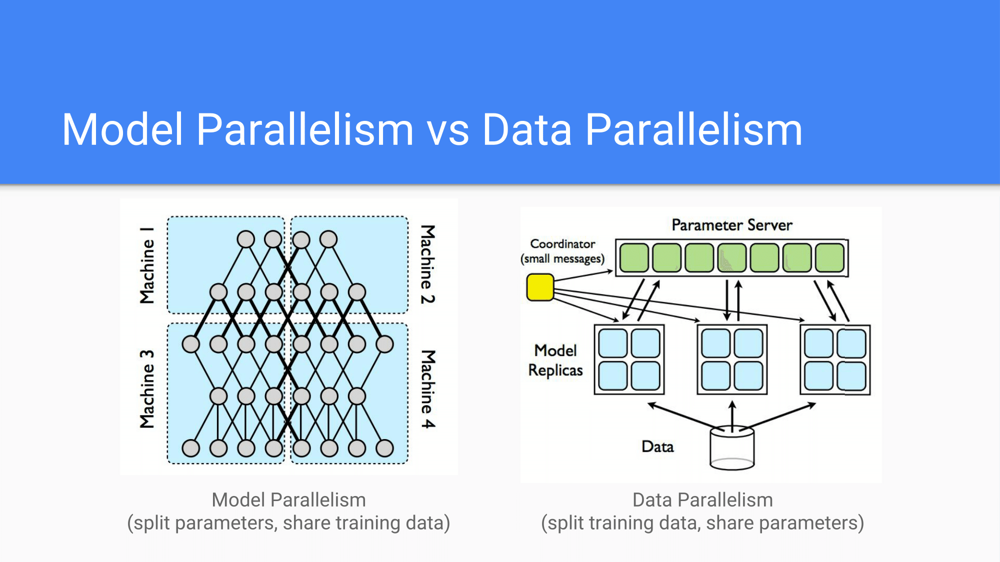 Model Parallelism vs Data Parallelism
Machine 1
Machine 2
Machine 3
Machine 4
Model Parallelism
(split parameters, share training data)
Parameter Server
Coordinator
(small messages)
Model
Replicas
Data
Data Parallelism
(split training data, share parameters)